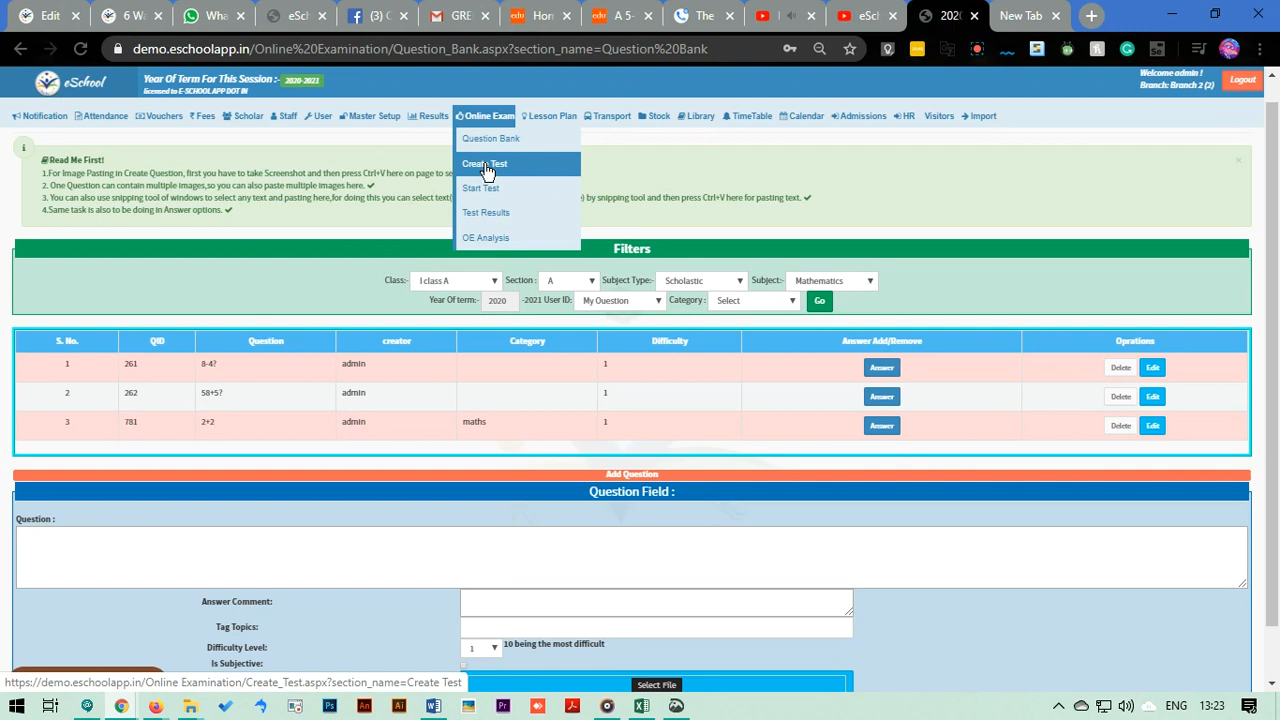 GRE
Hor
A 5-
(3) C
6 Wa
Wha
eSch
The
eSch
202(
New Tab
demo.eschoolapp.in/Online%20Examination/Question_Bank.aspx?section_name=Question%20Bank
eSchool
Year Of Term For This Session :- 2020-2021
licensed to E-SCHOOL APP DOT IN
Welcome admin !
Branch: Branch 2 (2)
Logout
Notification Attendance Vouchers Fees Scholar Staff User Master Setup Results Online Exam Lesson Plan Transport Stock Library TimeTable Calendar Admissions HR Visitors Import
Question Bank
Create Test
Start Test
Test Results
OE Analysis
Read Me First!
1.For Image Pasting in Create Question, first you have to take Screenshot and then press Ctrl+V here on page to se
2. One Question can contain multiple images,so you can also paste multiple images here.
3. You can also use snipping tool of windows to select any text and pasting here,for doing this you can select text( ) by snipping tool and then press Ctrl+V here for pasting text.
4.Same task is also to be doing in Answer options.
Filters
Class:- I class A Section : A Subject Type:- Scholastic Subject:- Mathematics
Year Of term:- 2020 -2021 User ID: My Question Category : Select Go
S. No. QID Question creator Category Difficulty Answer Add/Remove Oprations
1 261 8-4? admin 1 Answer Delete Edit
2 262 58+5? admin 1 Answer Delete Edit
3 781 2+2 admin maths 1 Answer Delete Edit
Add Question
Question Field :
Question :
Answer Comment:
Tag Topics:
Difficulty Level: 1 10 being the most difficult
Is Subjective:
Select File
https://demo.eschoolapp.in/Online Examination/Create_Test.aspx?section_name=Create Test
ENG 13:23